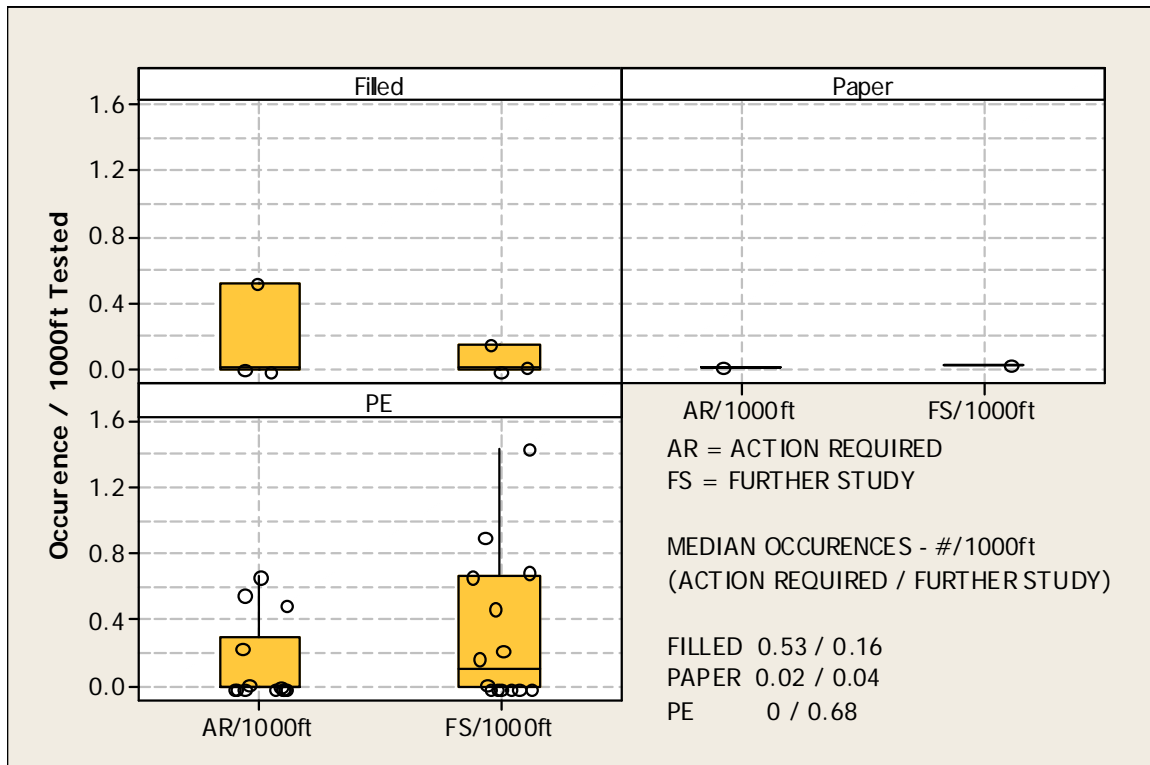 Filled
Paper
1.6
1.2
0.8
0.4
0.0
Occurence / 1000ft Tested
AR/1000ft
FS/1000ft
PE
1.6
1.2
0.8
0.4
0.0
AR/1000ft
FS/1000ft
AR = ACTION REQUIRED
FS = FURTHER STUDY
MEDIAN OCCURENCES - #/1000ft
(ACTION REQUIRED / FURTHER STUDY)
FILLED 0.53 / 0.16
PAPER 0.02 / 0.04
PE 0 / 0.68